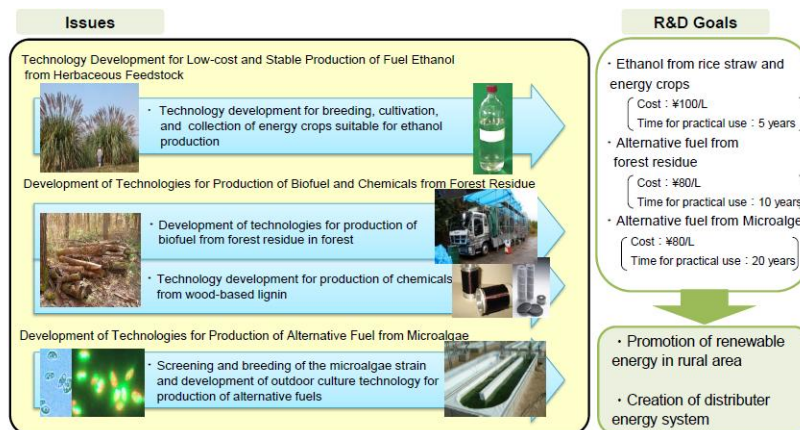 Issues
Technology Development for Low-cost and Stable Production of Fuel Ethanol
from Herbaceous Feedstock
・ Technology development for breeding, cultivation,
and collection of energy crops suitable for ethanol
production
Development of Technologies for Production of Biofuel and Chemicals from Forest Residue
・ Development of technologies for production of
biofuel from forest residue in forest
・ Technology development for production of chemicals
from wood-based lignin
Development of Technologies for Production of Alternative Fuel from Microalgae
・ Screening and breeding of the microalgae strain
and development of outdoor culture technology for
production of alternative fuels
R&D Goals
・Ethanol from rice straw and
energy crops
Cost：¥100/L
Time for practical use：5 years
・Alternative fuel from
forest residue
Cost：¥80/L
Time for practical use：10 years
・Alternative fuel from Microalge
Cost：¥80/L
Time for practical use：20 years
・Promotion of renewable
energy in rural area
・Creation of distributer
energy system